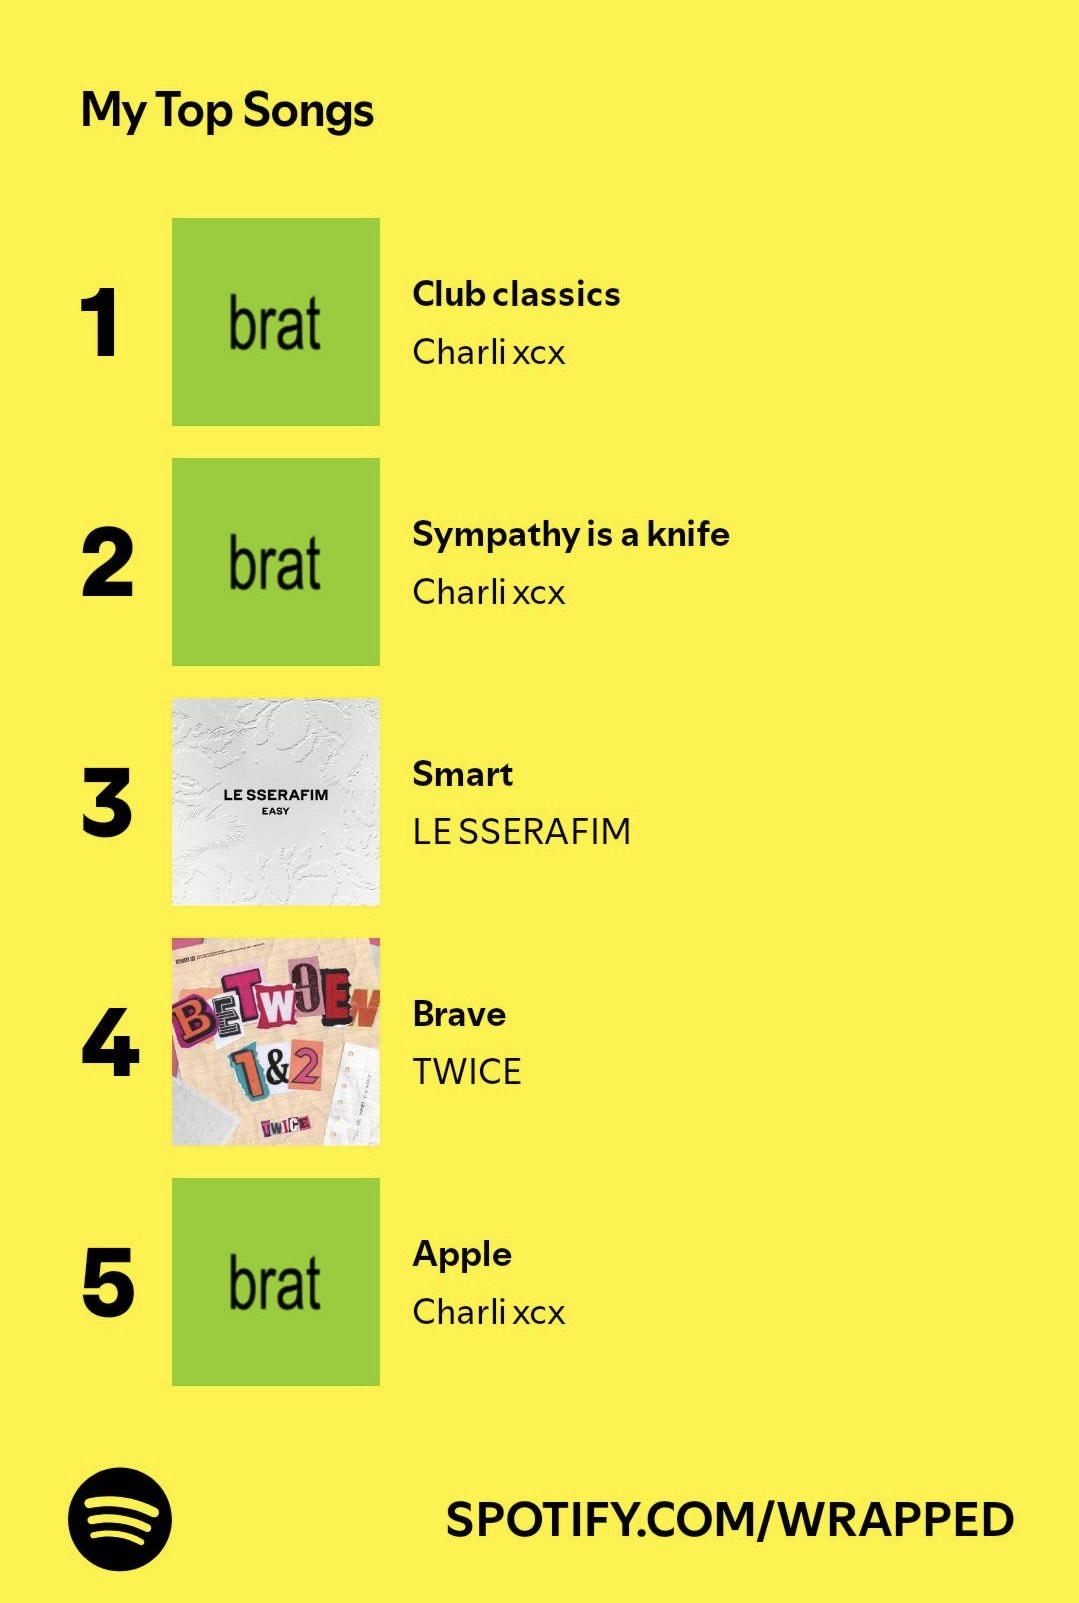 My Top Songs
1
brat
Club classics
Charli xcx
2
brat
Sympathy is a knife
Charli xcx
3
LE SSERAFIM
EASY
Smart
LE SSERAFIM
4
BETWEEN
1&2
TWICE
Brave
TWICE
5
brat
Apple
Charli xcx
SPOTIFY.COM/WRAPPED